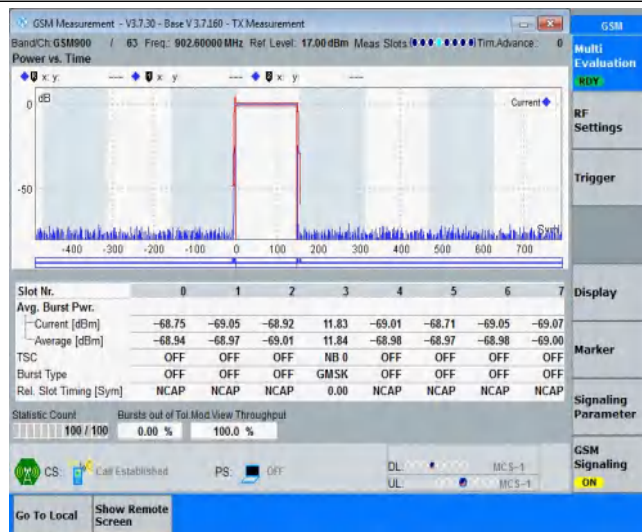 GSM Measurement - V3.7.30 - Base V 3.7.160 - TX Measurement
GSM
Band/Ch: GSM900 / 63 Freq.: 902.60000 MHz Ref Level: 17.00 dBm Meas Slots: Tim.Advance: 0
Power vs. Time
Multi Evaluation
RDY
x: y: --- x y --- x y ---
dB
Current
0
-50
Sym
-400 -300 -200 -100 0 100 200 300 400 500 600 700
RF Settings
Trigger
Slot Nr. 0 1 2 3 4 5 6 7
Avg. Burst Pwr.
Current [dBm] -68.75 -69.05 -68.92 11.83 -69.01 -68.71 -69.05 -69.07
Average [dBm] -68.94 -68.97 -69.01 11.84 -68.98 -68.97 -68.98 -69.00
TSC OFF OFF OFF NB 0 OFF OFF OFF OFF
Burst Type OFF OFF OFF GMSK OFF OFF OFF OFF
Rel. Slot Timing [Sym] NCAP NCAP NCAP 0.00 NCAP NCAP NCAP NCAP
Display
Marker
Signaling Parameter
Statistic Count Bursts out of Tol. Mod.View Throughput
100 / 100 0.00 % 100.0 %
CS: Call Established PS: OFF DL: MCS-1
UL: MCS-1
GSM Signaling
ON
Go To Local
Show Remote Screen